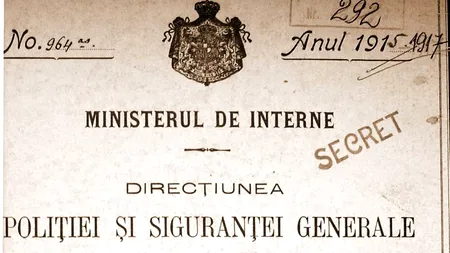 292
No. 964 Anul 1915-1917
MINISTERUL DE INTERNE
SECRET
DIRECȚIUNEA
POLIȚIEI ȘI SIGURANȚEI GENERALE